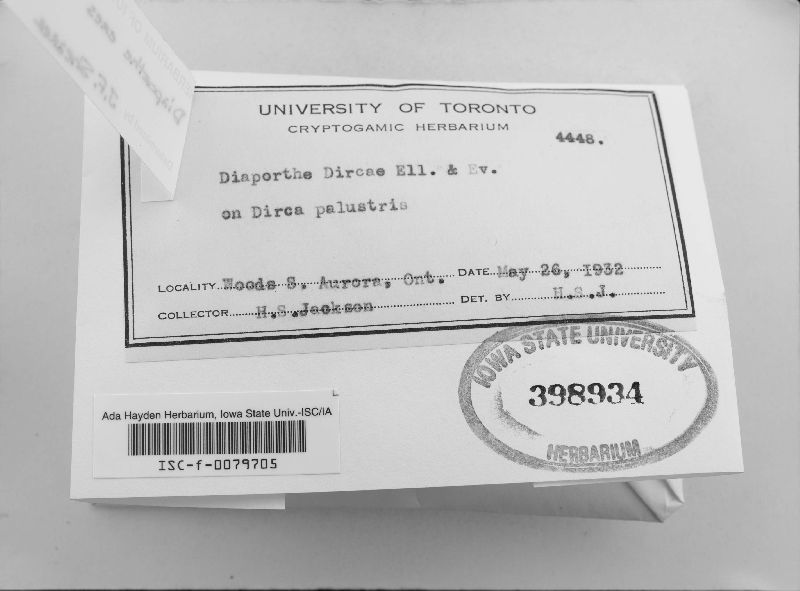 UNIVERSITY OF TORONTO
CRYPTOGAMIC HERBARIUM
4448.
Diaporthe Dircae Ell. & Ev.
on Dirca palustris
LOCALITY Woods S. Aurora, Ont. DATE May 26, 1932
COLLECTOR H.S.Jackson DET. BY H.S.J.
IOWA STATE UNIVERSITY
398934
HERBARIUM
Ada Hayden Herbarium, Iowa State Univ.-ISC/IA
ISC-f-0079705
Diaporthe